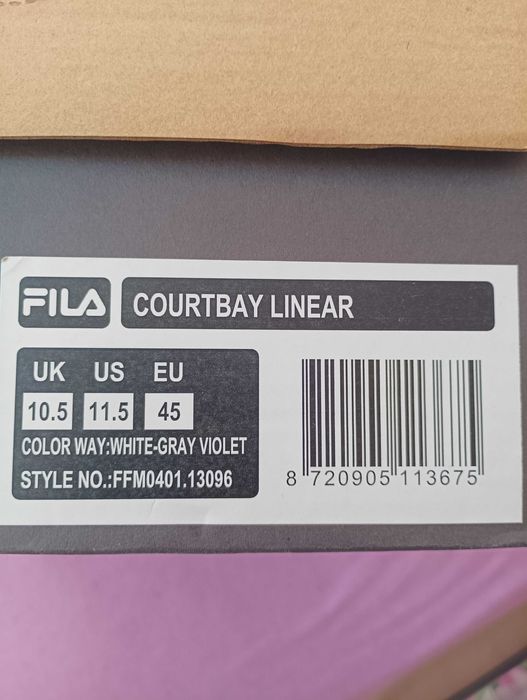 FILA
COURTBAY LINEAR
UK US EU
10.5 11.5 45
COLOR WAY:WHITE-GRAY VIOLET
STYLE NO.:FFM0401.13096
8 720905 113675